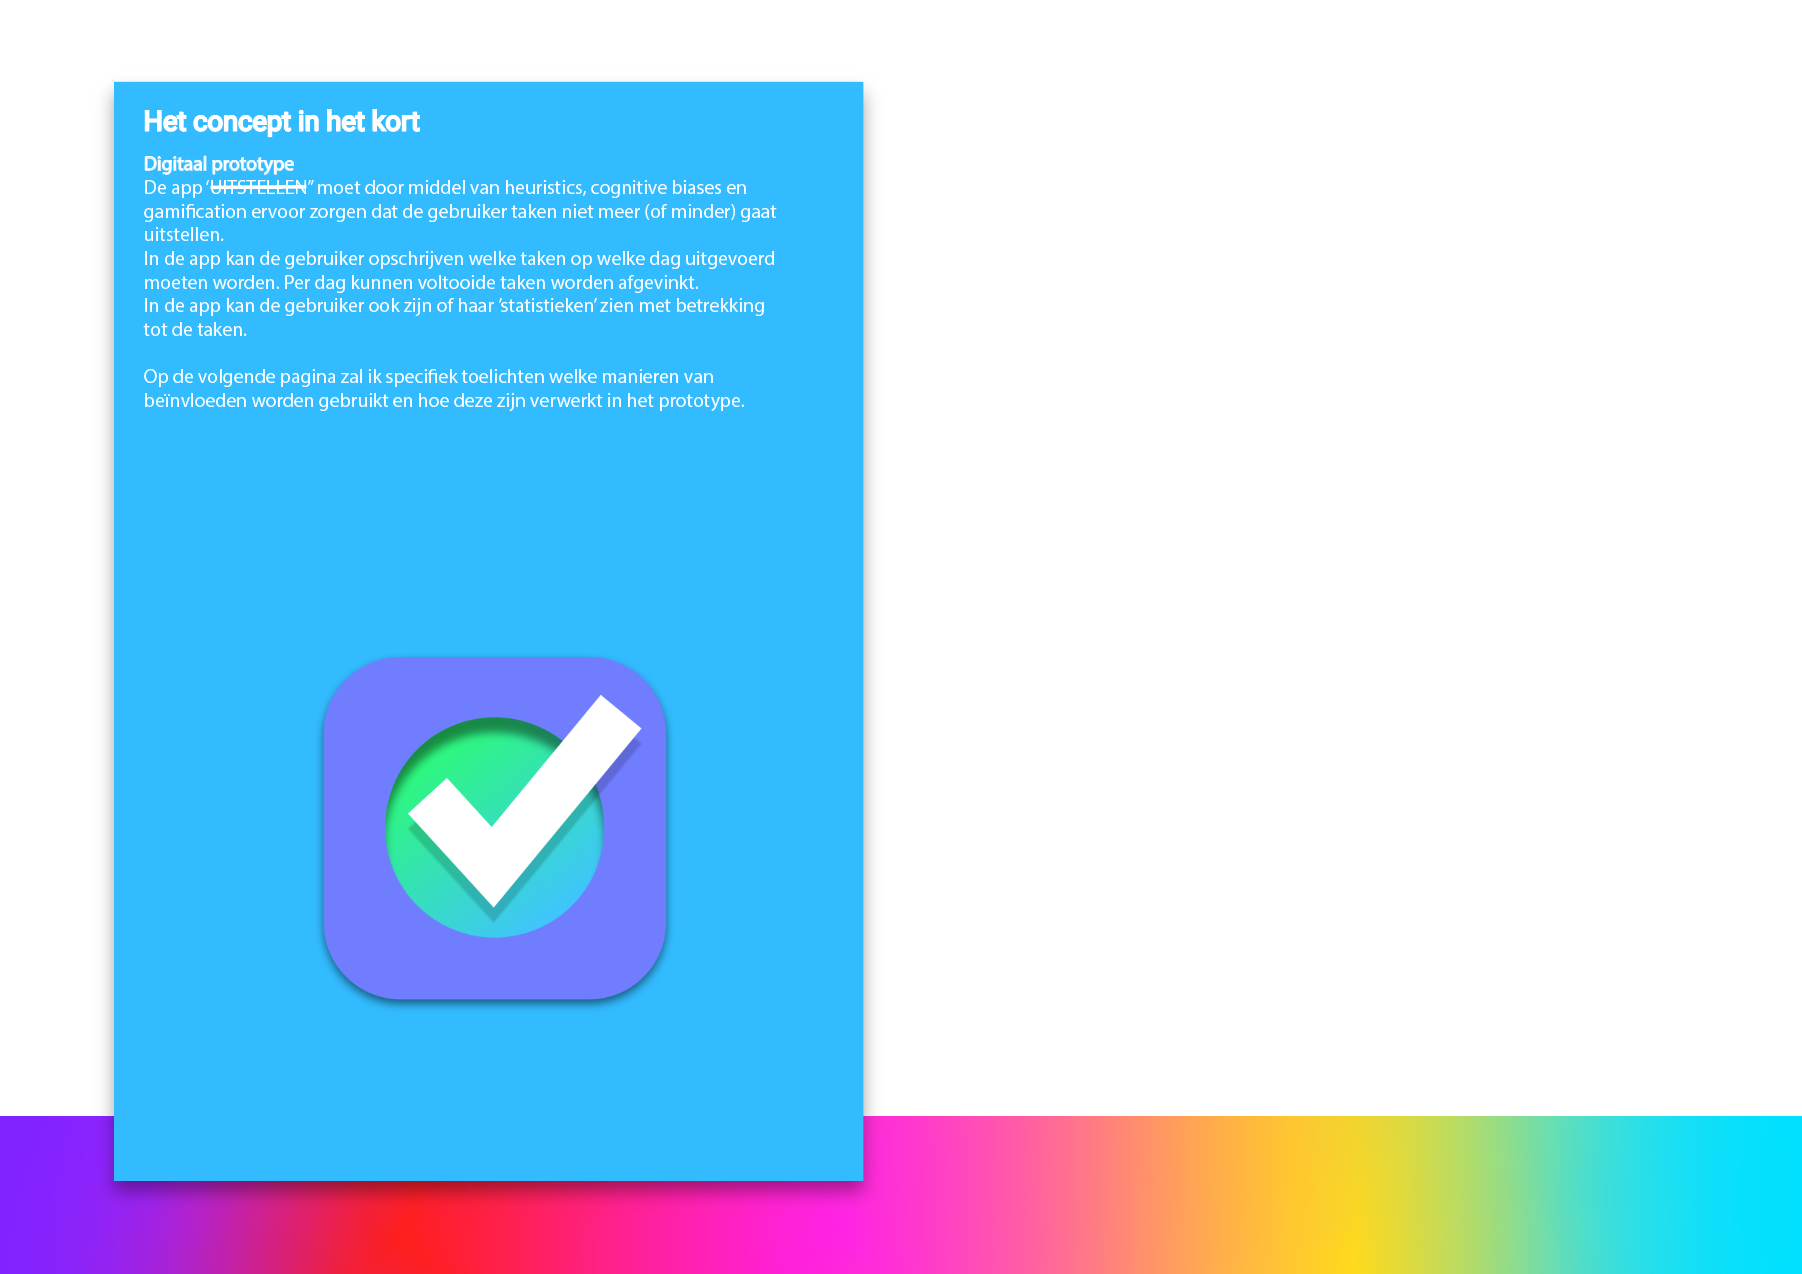 Het concept in het kort
Digitaal prototype
De app ‘UITSTELLEN” moet door middel van heuristics, cognitive biases en
gamification ervoor zorgen dat de gebruiker taken niet meer (of minder) gaat
uitstellen.
In de app kan de gebruiker opschrijven welke taken op welke dag uitgevoerd
moeten worden. Per dag kunnen voltooide taken worden afgevinkt.
In de app kan de gebruiker ook zijn of haar ‘statistieken’ zien met betrekking
tot de taken.
Op de volgende pagina zal ik specifiek toelichten welke manieren van
beïnvloeden worden gebruikt en hoe deze zijn verwerkt in het prototype.